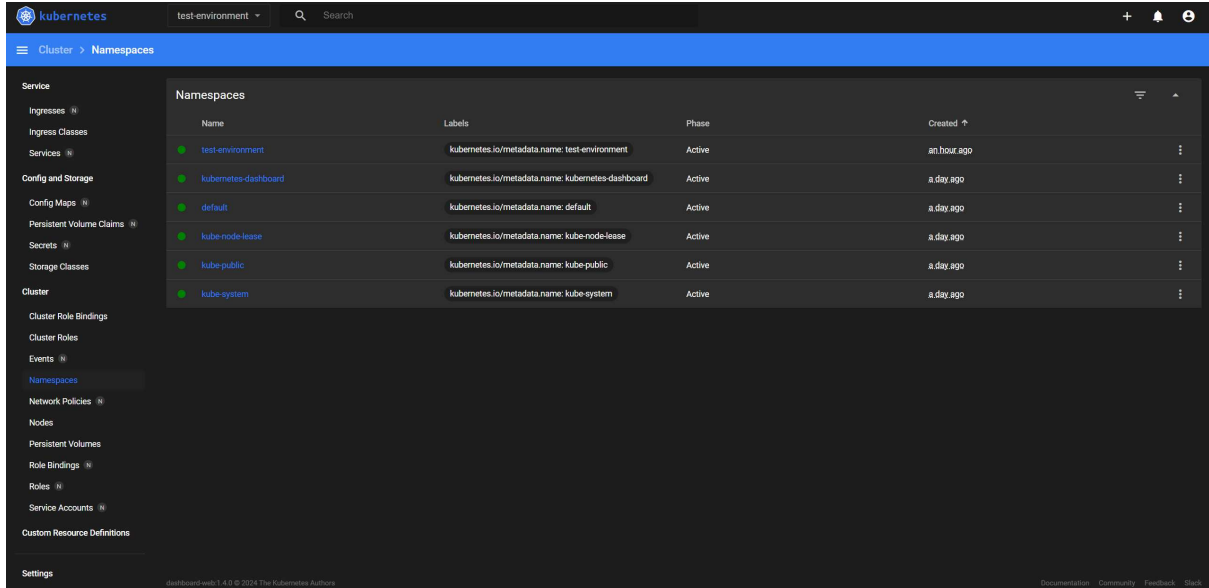 kubernetes
test-environment
Search
Cluster > Namespaces
Service
Ingresses N
Ingress Classes
Services N
Config and Storage
Config Maps N
Persistent Volume Claims N
Secrets N
Storage Classes
Cluster
Cluster Role Bindings
Cluster Roles
Events N
Namespaces
Network Policies N
Nodes
Persistent Volumes
Role Bindings N
Roles N
Service Accounts N
Custom Resource Definitions
Settings
Namespaces
Name Labels Phase Created
test-environment kubernetes.io/metadata.name: test-environment Active an hour ago
kubernetes-dashboard kubernetes.io/metadata.name: kubernetes-dashboard Active a day ago
default kubernetes.io/metadata.name: default Active a day ago
kube-node-lease kubernetes.io/metadata.name: kube-node-lease Active a day ago
kube-public kubernetes.io/metadata.name: kube-public Active a day ago
kube-system kubernetes.io/metadata.name: kube-system Active a day ago
dashboard-web:1.4.0 © 2024 The Kubernetes Authors
Documentation Community Feedback Slack